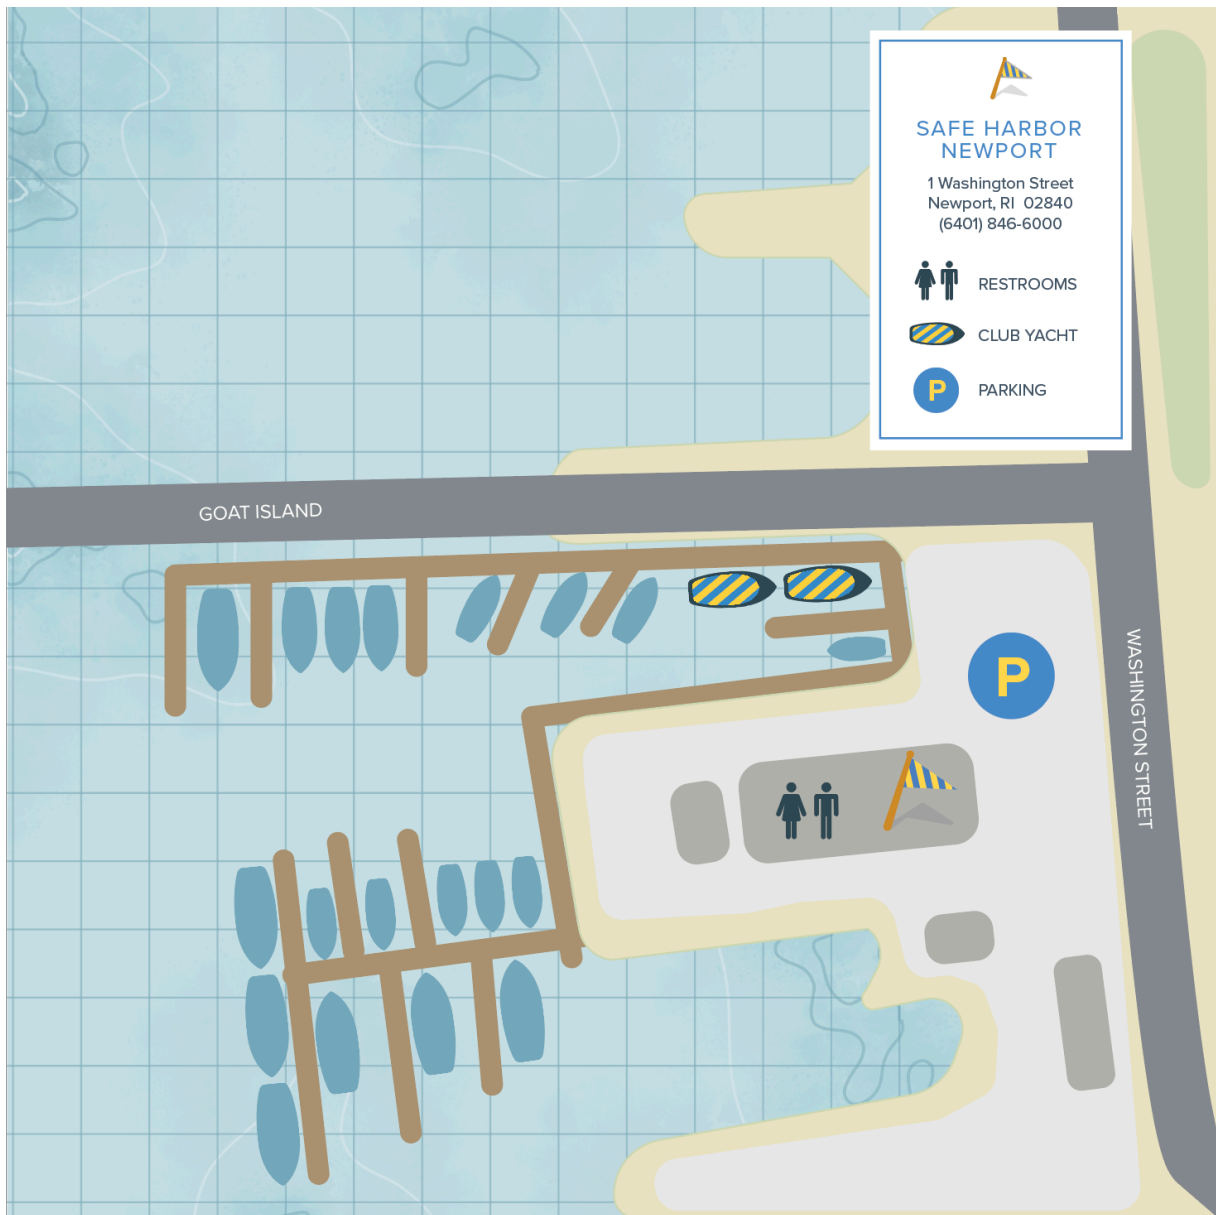 SAFE HARBOR
NEWPORT
1 Washington Street
Newport, RI 02840
(6401) 846-6000
RESTROOMS
CLUB YACHT
P PARKING
GOAT ISLAND
P
WASHINGTON STREET